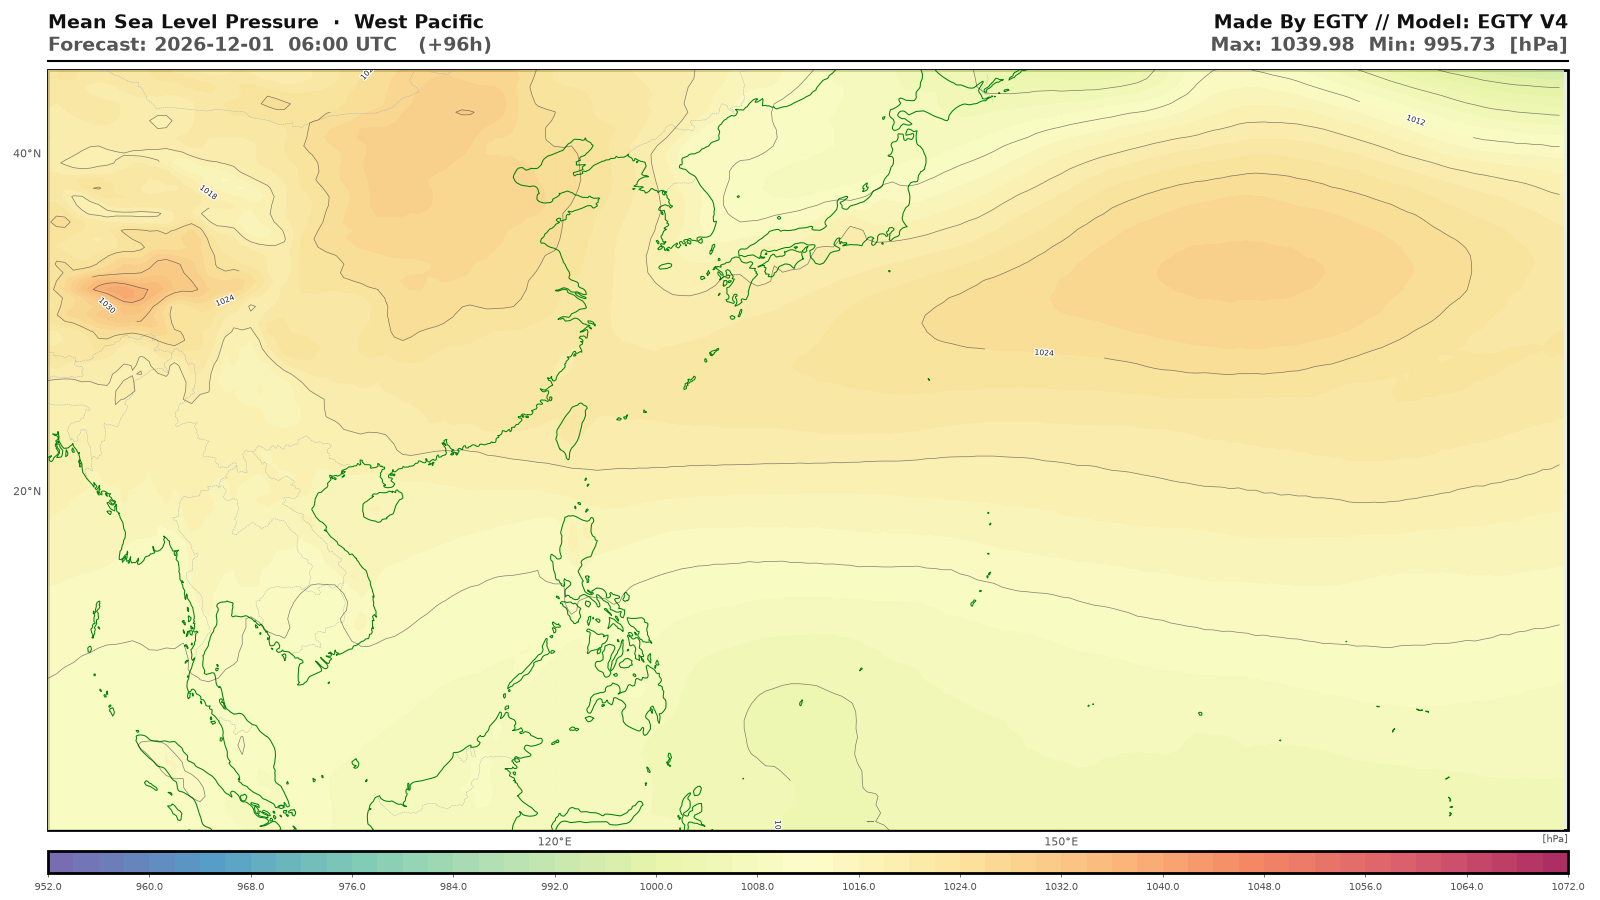 Mean Sea Level Pressure · West Pacific
Made By EGTY // Model: EGTY V4
Forecast: 2026-12-01 06:00 UTC (+96h)
Max: 1039.98 Min: 995.73 [hPa]
1012
40°N
1018
1024
1030
1024
20°N
120°E
150°E
[hPa]
952.0 960.0 968.0 976.0 984.0 992.0 1000.0 1008.0 1016.0 1024.0 1032.0 1040.0 1048.0 1056.0 1064.0 1072.0